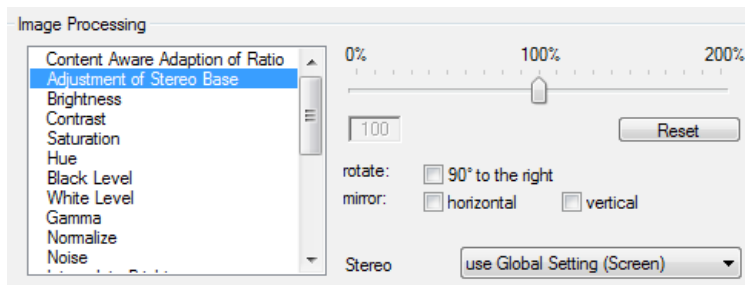 Image Processing
Content Aware Adaption of Ratio
Adjustment of Stereo Base
Brightness
Contrast
Saturation
Hue
Black Level
White Level
Gamma
Normalize
Noise
0% 100% 200%
100
Reset
rotate: 90° to the right
mirror: horizontal vertical
Stereo use Global Setting (Screen)